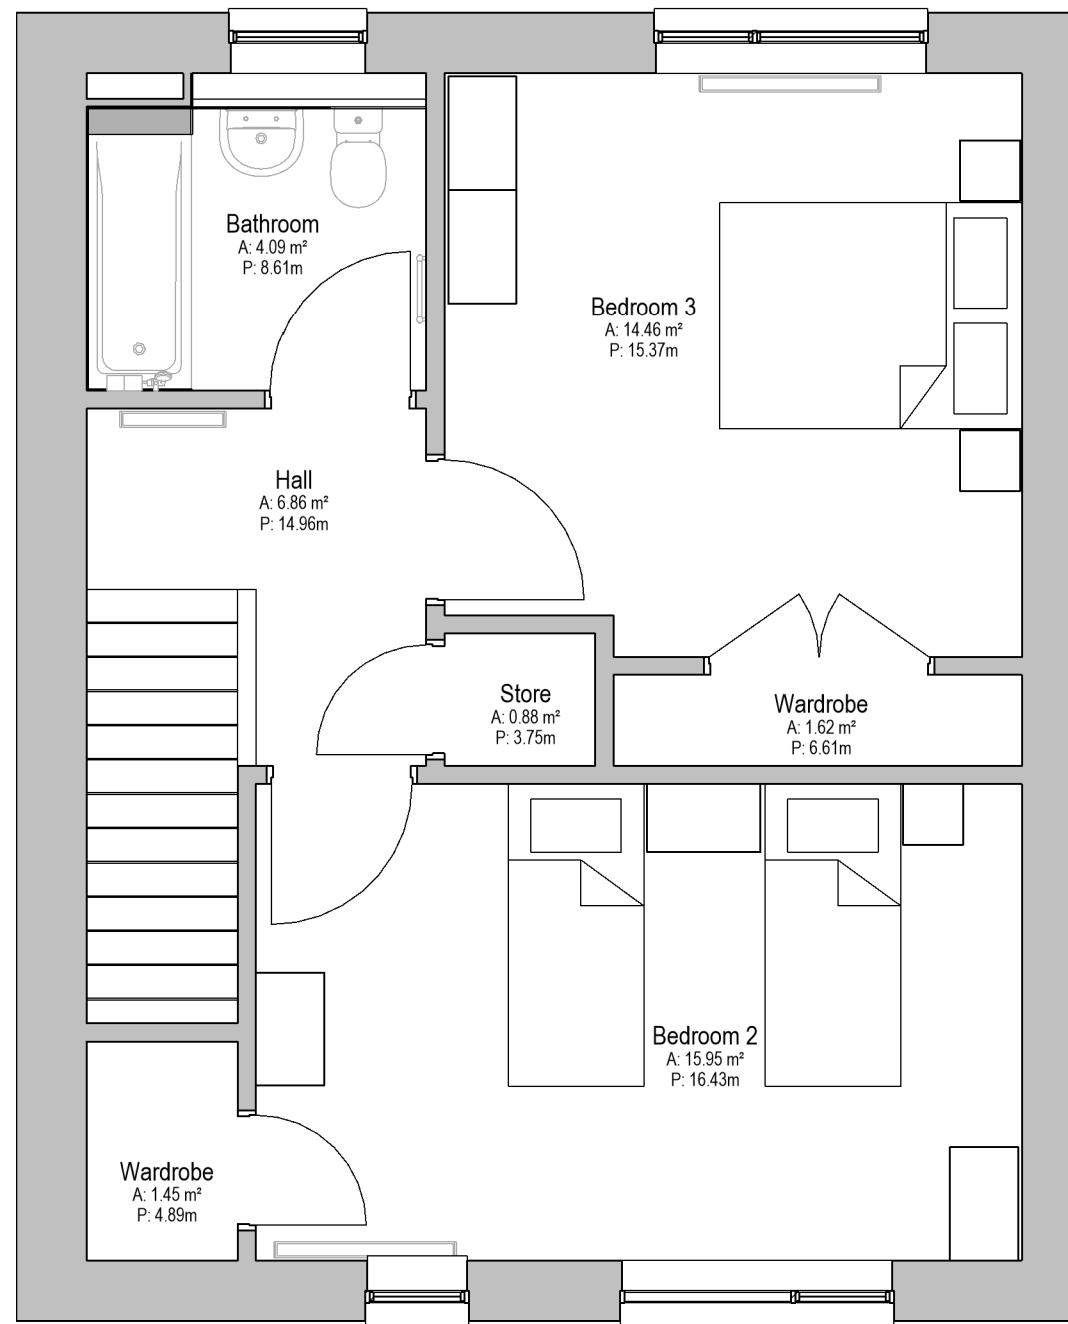 Bathroom
A: 4.09 m²
P: 8.61m
Bedroom 3
A: 14.46 m²
P: 15.37m
Hall
A: 6.86 m²
P: 14.96m
Store
A: 0.88 m²
P: 3.75m
Wardrobe
A: 1.62 m²
P: 6.61m
Bedroom 2
A: 15.95 m²
P: 16.43m
Wardrobe
A: 1.45 m²
P: 4.89m